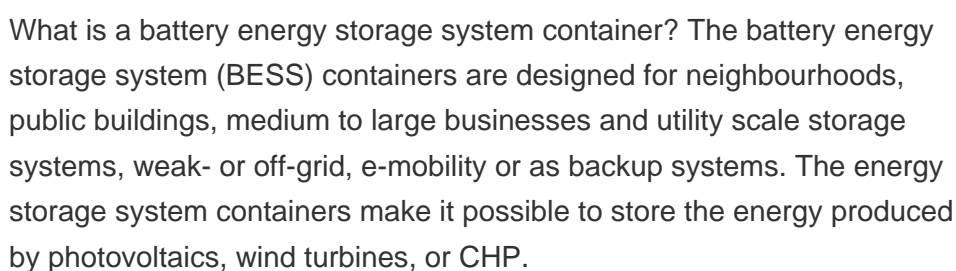 What is a battery energy storage system container? The battery energy
storage system (BESS) containers are designed for neighbourhoods,
public buildings, medium to large businesses and utility scale storage
systems, weak- or off-grid, e-mobility or as backup systems. The energy
storage system containers make it possible to store the energy produced
by photovoltaics, wind turbines, or CHP.